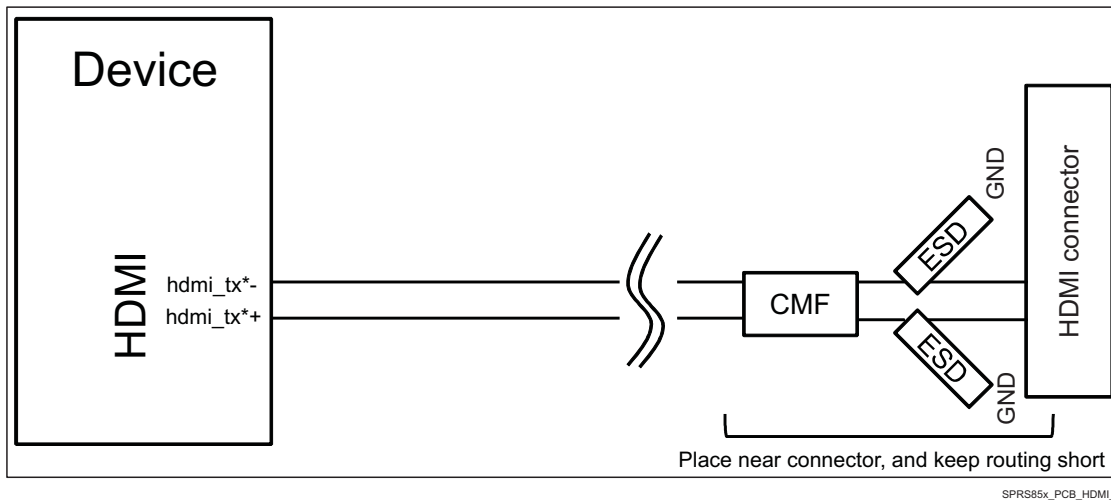 Device
HDMI
hdmi_tx*-
hdmi_tx*+
CMF
ESD
GND
ESD
GND
HDMI connector
Place near connector, and keep routing short
SPRS85x_PCB_HDMI_